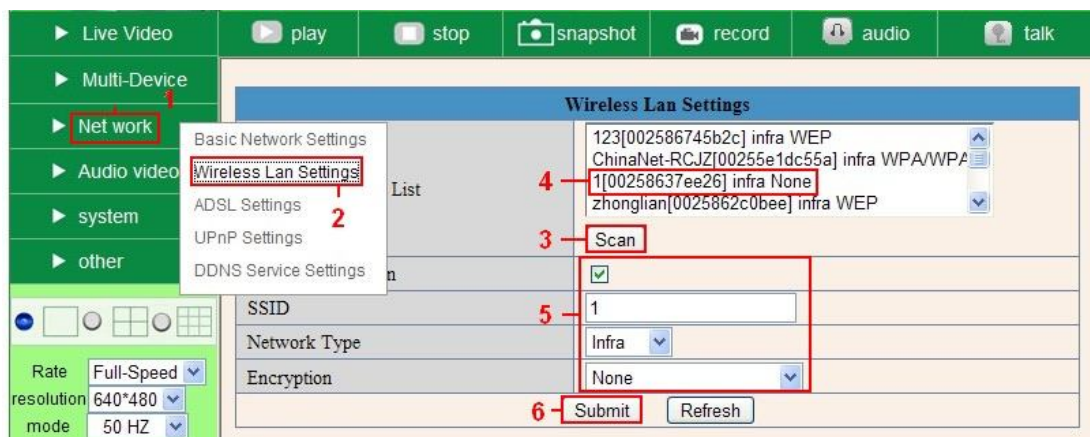 Live Video
play
stop
snapshot
record
audio
talk
Multi-Device
1
Net work
Audio video
system
other
Basic Network Settings
Wireless Lan Settings
2
ADSL Settings
UPnP Settings
DDNS Service Settings
Wireless Lan Settings
List
123[002586745b2c] infra WEP
ChinaNet-RCJZ[00255e1dc55a] infra WPA/WPA
4
1[00258637ee26] infra None
zhonglian[0025862c0bee] infra WEP
3
Scan
n
SSID
5
1
Network Type
Infra
Encryption
None
6
Submit
Refresh
Rate
Full-Speed
resolution
640*480
mode
50 HZ